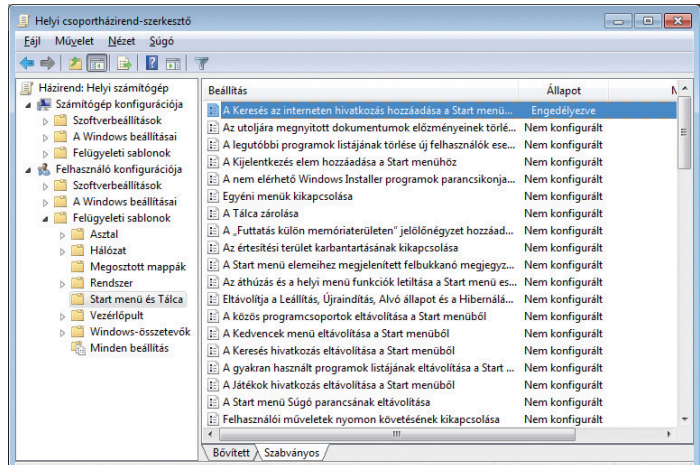 Helyi csoportházirend-szerkesztő
Fájl Művelet Nézet Súgó
Házirend: Helyi számítógép
Számítógép konfigurációja
Szoftverbeállítások
A Windows beállításai
Felügyeleti sablonok
Felhasználó konfigurációja
Szoftverbeállítások
A Windows beállításai
Felügyeleti sablonok
Asztal
Hálózat
Megosztott mappák
Rendszer
Start menü és Tálca
Vezérlőpult
Windows-összetevők
Minden beállítás
Beállítás Állapot
A Keresés az interneten hivatkozás hozzáadása a Start menü... Engedélyezve
Az utoljára megnyitott dokumentumok előzményeinek törlé... Nem konfigurált
A legutóbbi programok listájának törlése új felhasználók ese... Nem konfigurált
A Kijelentkezés elem hozzáadása a Start menühöz Nem konfigurált
A nem elérhető Windows Installer programok parancsikonja... Nem konfigurált
Egyéni menük kikapcsolása Nem konfigurált
A Tálca zárolása Nem konfigurált
A „Futtatás külön memóriaterületen" jelölőnégyzet hozzáad... Nem konfigurált
Az értesítési terület karbantartásának kikapcsolása Nem konfigurált
A Start menü elemeihez megjelenített felbukkanó megjegyz... Nem konfigurált
Az áthúzás és a helyi menü funkciók letiltása a Start menü es... Nem konfigurált
Eltávolítja a Leállítás, Újraindítás, Alvó állapot és a Hibernálá... Nem konfigurált
A közös programcsoportok eltávolítása a Start menüből Nem konfigurált
A Kedvencek menü eltávolítása a Start menüből Nem konfigurált
A Keresés hivatkozás eltávolítása a Start menüből Nem konfigurált
A gyakran használt programok listájának eltávolítása a Start ... Nem konfigurált
A Játékok hivatkozás eltávolítása a Start menüből Nem konfigurált
A Start menü Súgó parancsának eltávolítása Nem konfigurált
Felhasználói műveletek nyomon követésének kikapcsolása Nem konfigurált
Bővített Szabványos